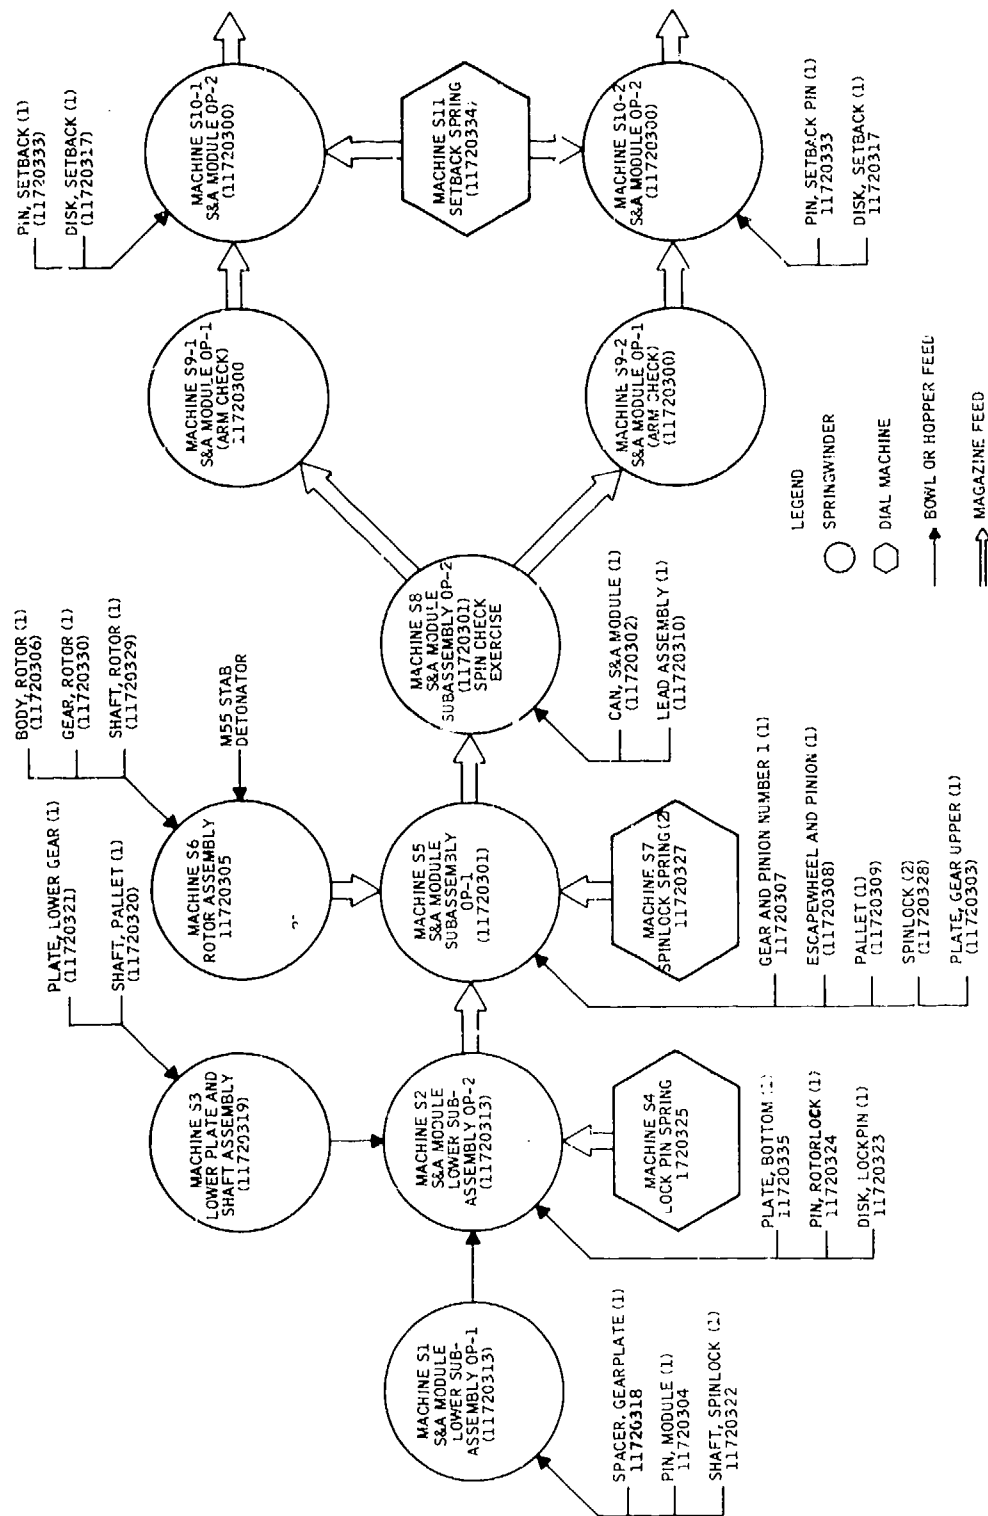 MACHINE S1
S&A MODULE
LOWER SUB-
ASSEMBLY OP-1
(11720313)
SPACER, GEARPLATE (1)
11720318
PIN, MODULE (1)
11720304
SHAFT, SPINLOCK (1)
11720322
PLATE, LOWER GEAR (1)
(11720321)
SHAFT, PALLET (1)
(11720320)
MACHINE S3
LOWER PLATE AND
SHAFT ASSEMBLY
(11720319)
MACHINE S2
S&A MODULE
LOWER SUB-
ASSEMBLY OP-2
(11720313)
MACHINE S4
LOCK PIN SPRING
1720325
PLATE, BOTTOM (1)
11720335
PIN, ROTORLOCK (1)
11720324
DISK, LOCKPIN (1)
11720323
BODY, ROTOR (1)
(11720306)
GEAR, ROTOR (1)
(11720330)
SHAFT, ROTOR (1)
(11720329)
M55 STAB
DETONATOR
MACHINE S6
ROTOR ASSEMBLY
11720305
MACHINE S5
S&A MODULE
SUBASSEMBLY
OP-1
(11720301)
MACHINE S7
SPINLOCK SPRING (2)
11720327
GEAR AND PINION NUMBER 1 (1)
11720307
ESCAPEWHEEL AND PINION (1)
(11720308)
PALLET (1)
(11720309)
SPINLOCK (2)
(11720328)
PLATE, GEAR UPPER (1)
(11720303)
MACHINE S8
S&A MODULE
SUBASSEMBLY OP-2
(11720301)
SPIN CHECK
EXERCISE
CAN, S&A MODULE (1)
(11720302)
LEAD ASSEMBLY (1)
(11720310)
MACHINE S9-1
S&A MODULE OP-1
(ARM CHECK)
11720300
MACHINE S9-2
S&A MODULE OP-1
(ARM CHECK)
(11720300)
PIN, SETBACK (1)
(11720333)
DISK, SETBACK (1)
(11720317)
MACHINE S10-1
S&A MODULE OP-2
(11720300)
MACHINE S11
SETBACK SPRING
(11720334)
MACHINE S10-2
S&A MODULE OP-2
(11720300)
PIN, SETBACK PIN (1)
11720333
DISK, SETBACK (1)
11720317
LEGEND
SPRINGWINDER
DIAL MACHINE
BOWL OR HOPPER FEED
MAGAZINE FEED